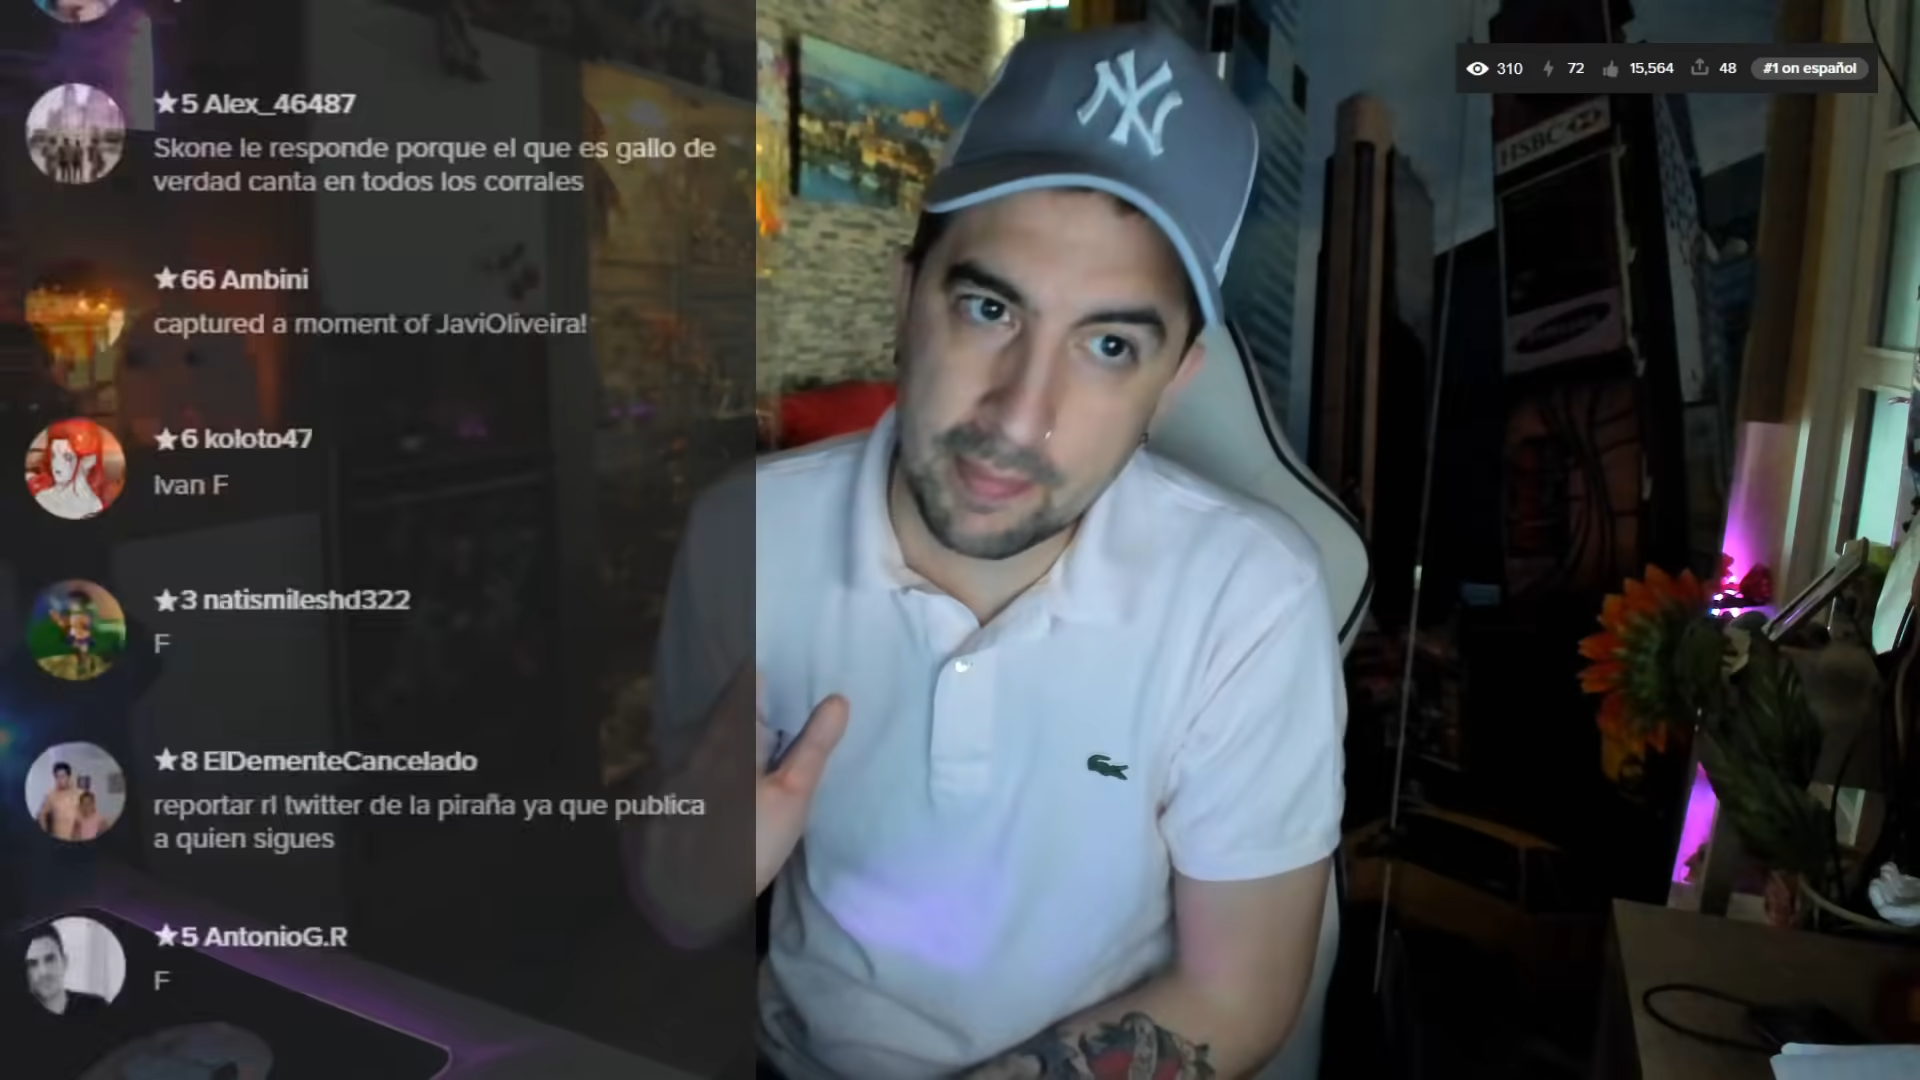 ★5 Alex_46487
Skone le responde porque el que es gallo de
verdad canta en todos los corrales
★66 Ambini
captured a moment of JaviOliveira!
★6 koloto47
Ivan F
★3 natismileshd322
F
★8 ElDementeCancelado
reportar rl twitter de la piraña ya que publica
a quien sigues
★5 AntonioG.R
F
310 72 15,564 48 #1 on español
NY
HSBC